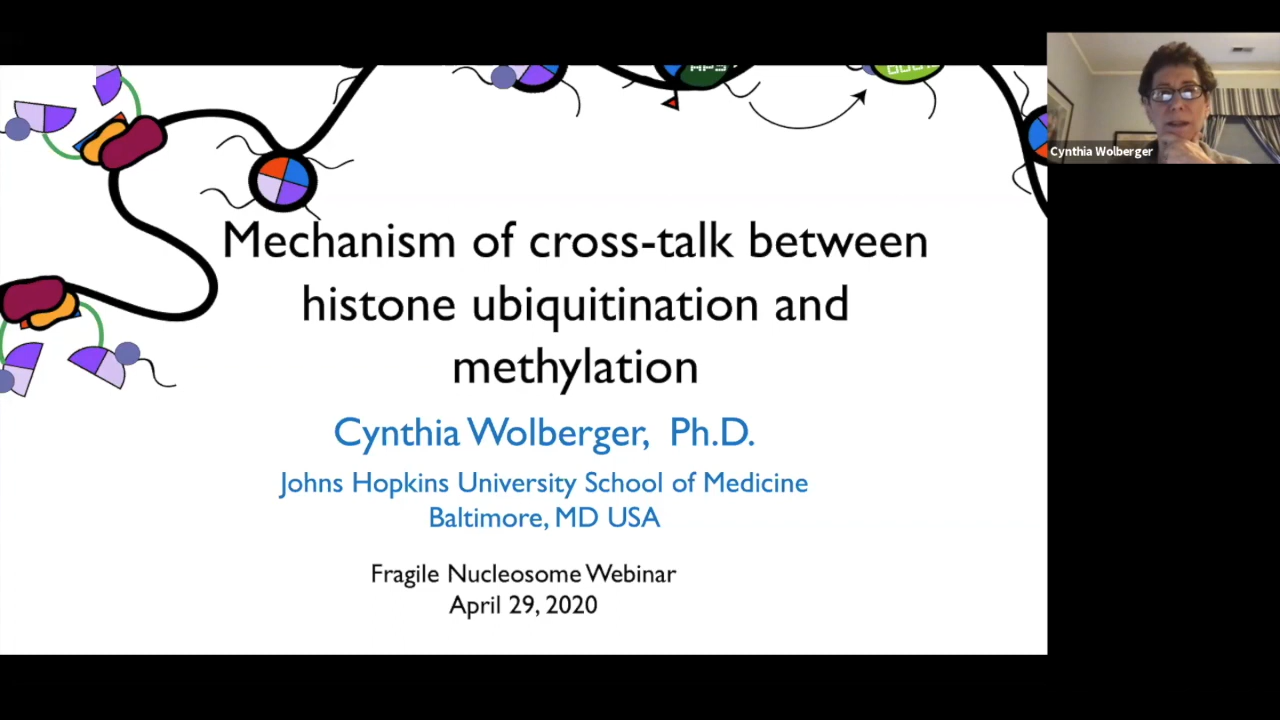 Mechanism of cross-talk between
histone ubiquitination and
methylation
Cynthia Wolberger, Ph.D.
Johns Hopkins University School of Medicine
Baltimore, MD USA
Fragile Nucleosome Webinar
April 29, 2020
Cynthia Wolberger